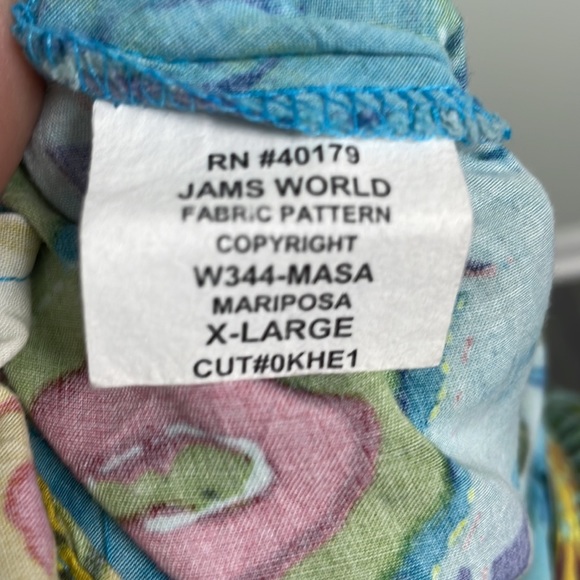 RN #40179
JAMS WORLD
FABRIC PATTERN
COPYRIGHT
W344-MASA
MARIPOSA
X-LARGE
CUT#0KHE1